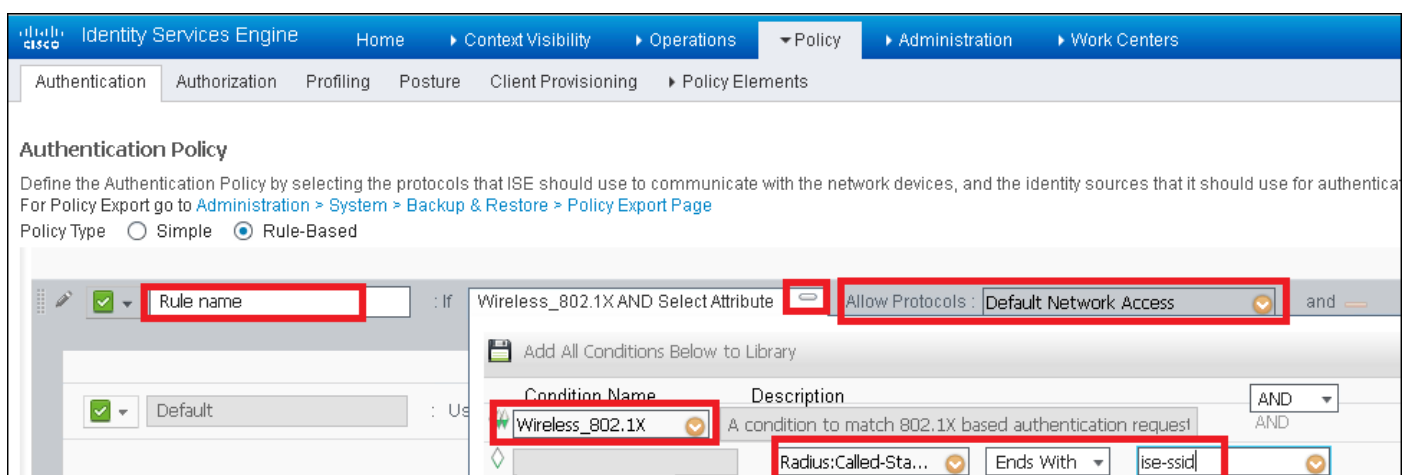 cisco Identity Services Engine Home Context Visibility Operations Policy Administration Work Centers
Authentication Authorization Profiling Posture Client Provisioning Policy Elements
Authentication Policy
Define the Authentication Policy by selecting the protocols that ISE should use to communicate with the network devices, and the identity sources that it should use for
For Policy Export go to Administration > System > Backup & Restore > Policy Export Page
Policy Type Simple Rule-Based
Rule name : If Wireless_802.1X AND Select Attribute Allow Protocols : Default Network Access and
Add All Conditions Below to Library
Condition Name Description AND
Default : Us Wireless_802.1X A condition to match 802.1X based authentication request AND
Radius:Called-Sta... Ends With ise-ssid